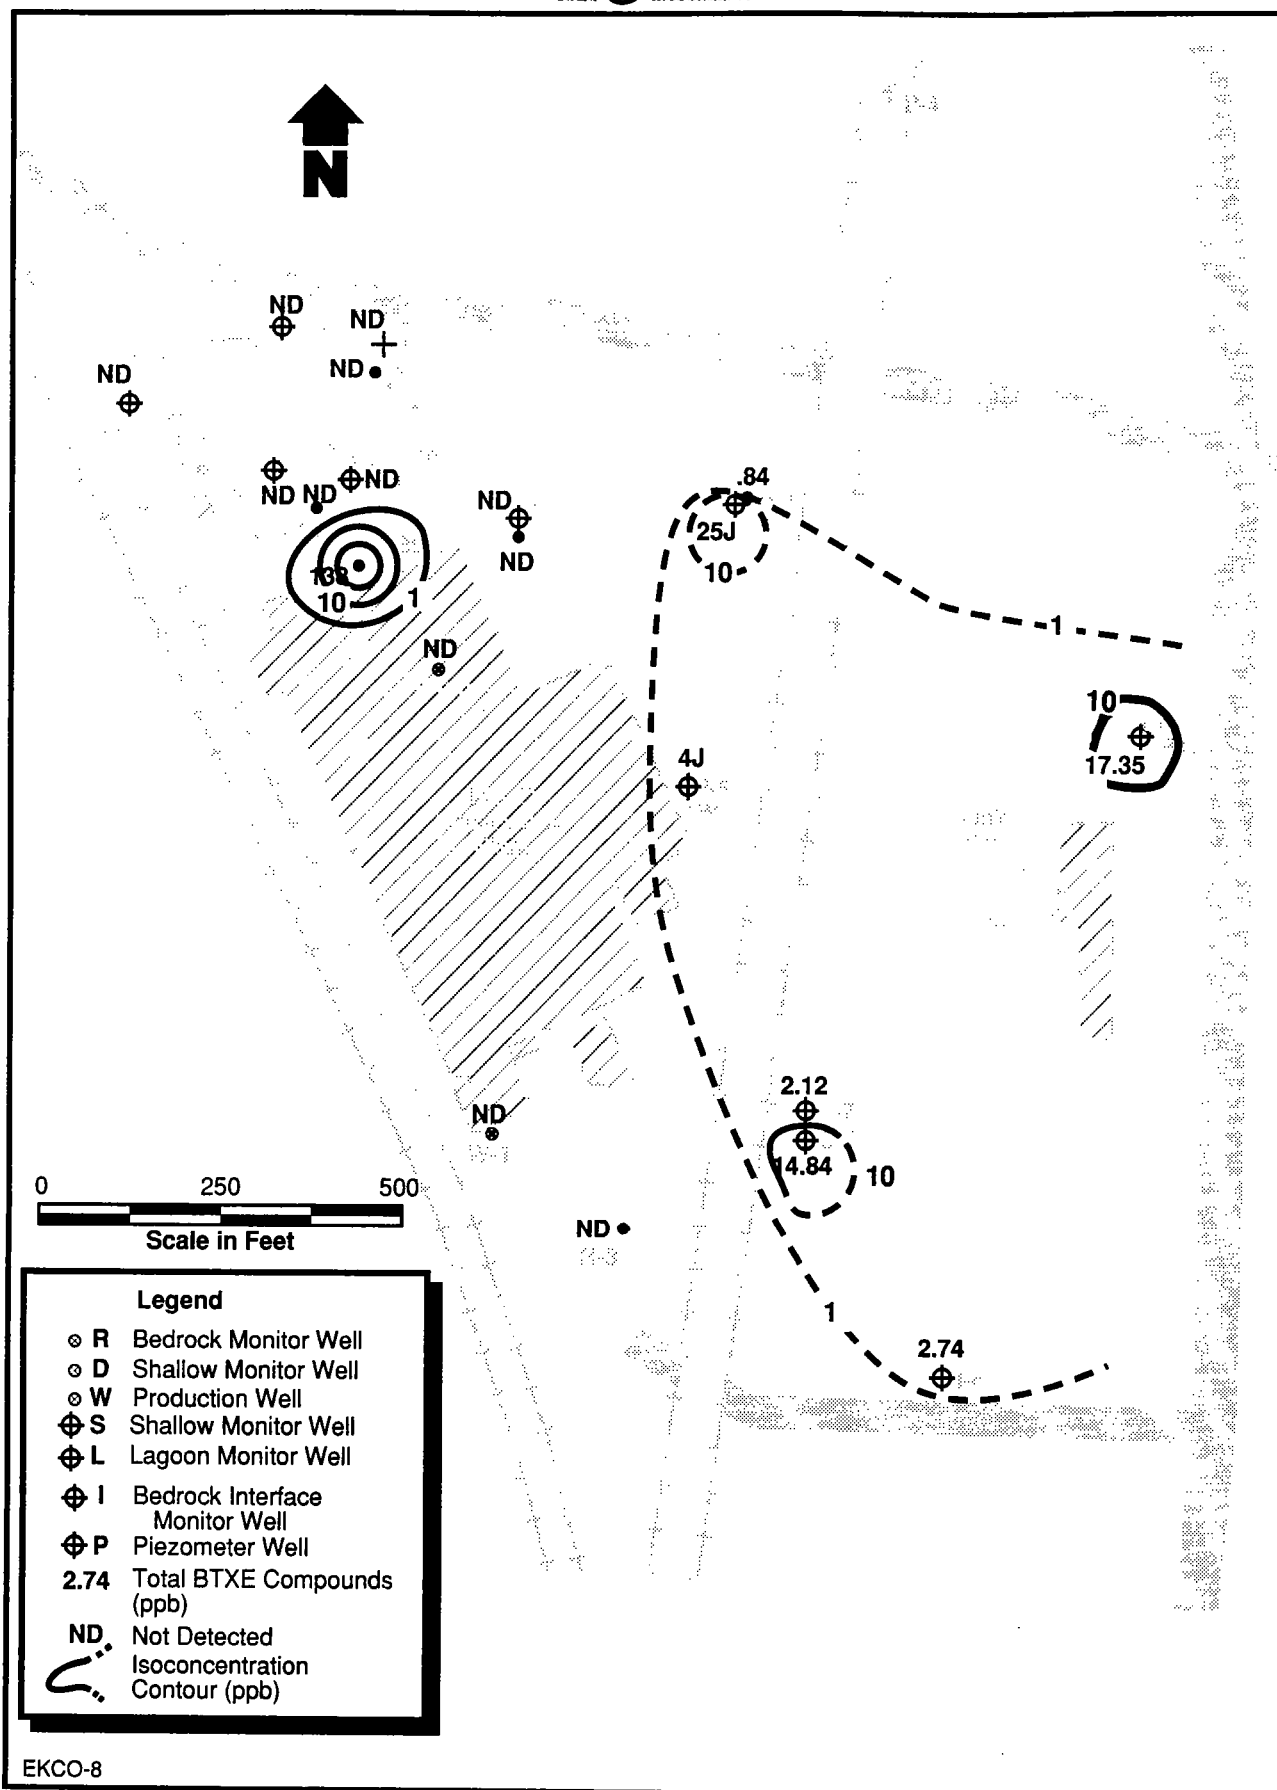 N
ND
ND
ND
ND
ND
ND ND
ND
.84
25J
10
10
1
ND
ND
1
ND
10
17.35
4J
2.12
14.84
10
ND
0 250 500
Scale in Feet
ND
1
2.74
Legend
R Bedrock Monitor Well
D Shallow Monitor Well
W Production Well
S Shallow Monitor Well
L Lagoon Monitor Well
I Bedrock Interface
Monitor Well
P Piezometer Well
2.74 Total BTXE Compounds
(ppb)
ND Not Detected
Isoconcentration
Contour (ppb)
EKCO-8